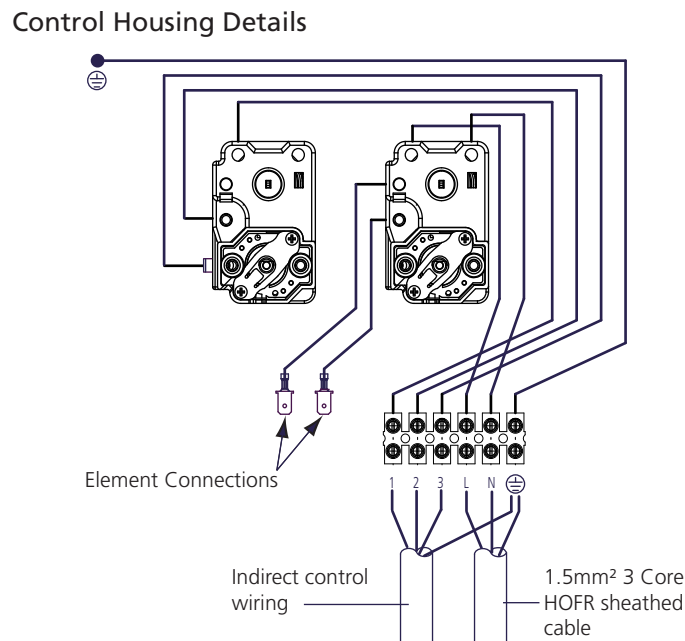 Control Housing Details
Element Connections
1 2 3 L N
Indirect control
wiring
1.5mm² 3 Core
HOFR sheathed
cable